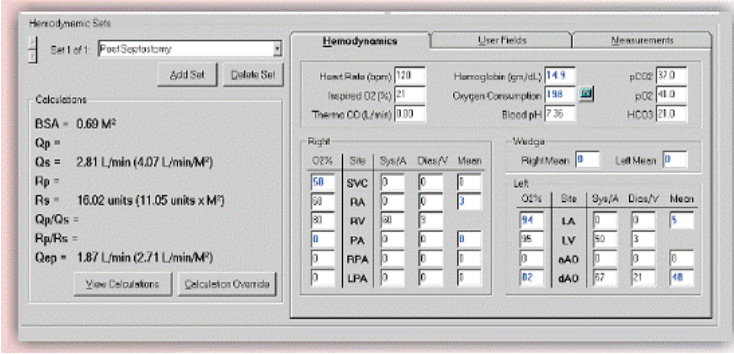 Hemodynamic Sets
Set 1 of 1: Post Septostomy
Add Set Delete Set
Calculations
BSA = 0.69 M²
Qp =
Qs = 2.81 L/min (4.07 L/min/M²)
Rp =
Rs = 16.02 units (11.05 units x M²)
Qp/Qs =
Rp/Rs =
Qep = 1.87 L/min (2.71 L/min/M²)
View Calculations Calculation Override
Hemodynamics User Fields Measurements
Heart Rate (bpm) 120 Hemoglobin (gm/dL) 14.9 pCO2 37.0
Inspired O2 (%) 21 Oxygen Consumption 198 pO2 41.0
Thermo CO (L/min) 0.00 Blood pH 7.36 HCO3 21.0
Right
O2% Site Sys/A Dias/V Mean
58 SVC 0 0 0
RA 0 0 3
RV 60 3
0 PA 0 0 0
0 RPA 0 0 0
0 LPA 0 0 0
Wedge
Right Mean 0 Left Mean 0
Left
O2% Site Sys/A Dias/V Mean
94 LA 0 0 5
95 LV 50 3
0 aAO 0 0 0
82 dAO 67 21 48